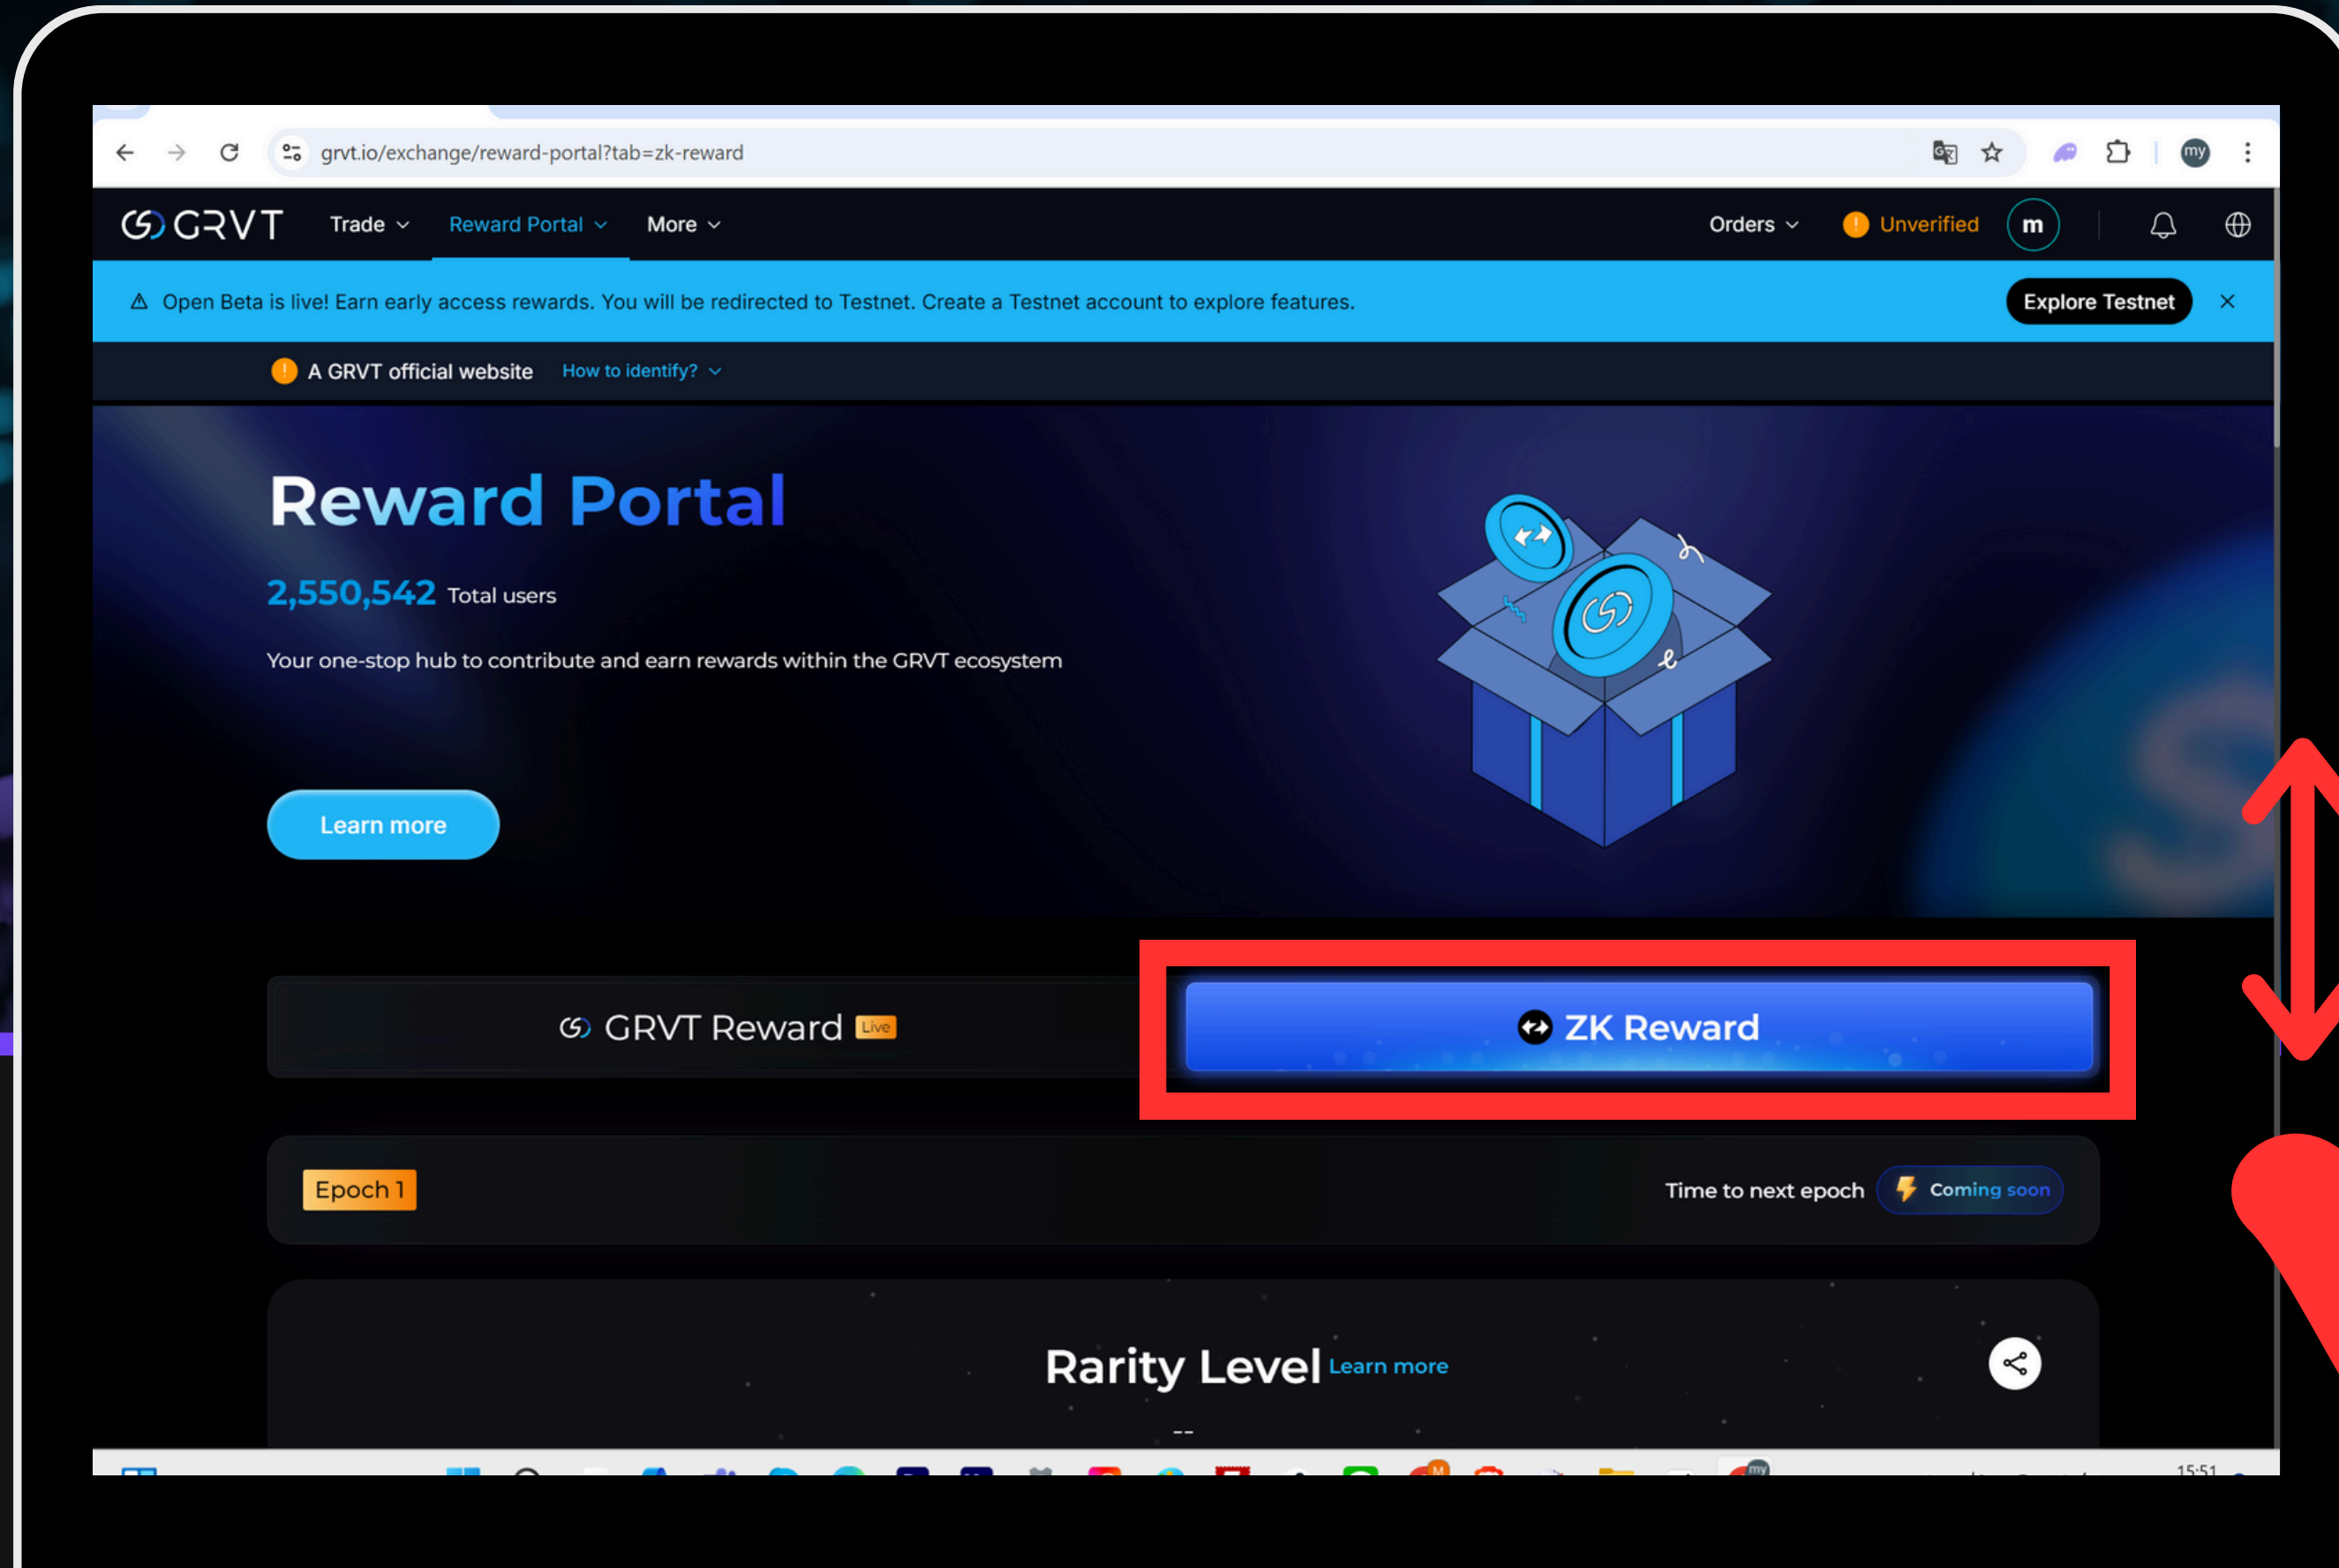 grvt.io/exchange/reward-portal?tab=zk-reward
my
GRVT
Trade
Reward Portal
More
Orders
Unverified
m
Open Beta is live! Earn early access rewards. You will be redirected to Testnet. Create a Testnet account to explore features.
Explore Testnet
A GRVT official website
How to identify?
Reward Portal
2,550,542 Total users
Your one-stop hub to contribute and earn rewards within the GRVT ecosystem
Learn more
GRVT Reward Live
ZK Reward
Epoch 1
Time to next epoch
Coming soon
Rarity Level Learn more
--
M
my
15:51